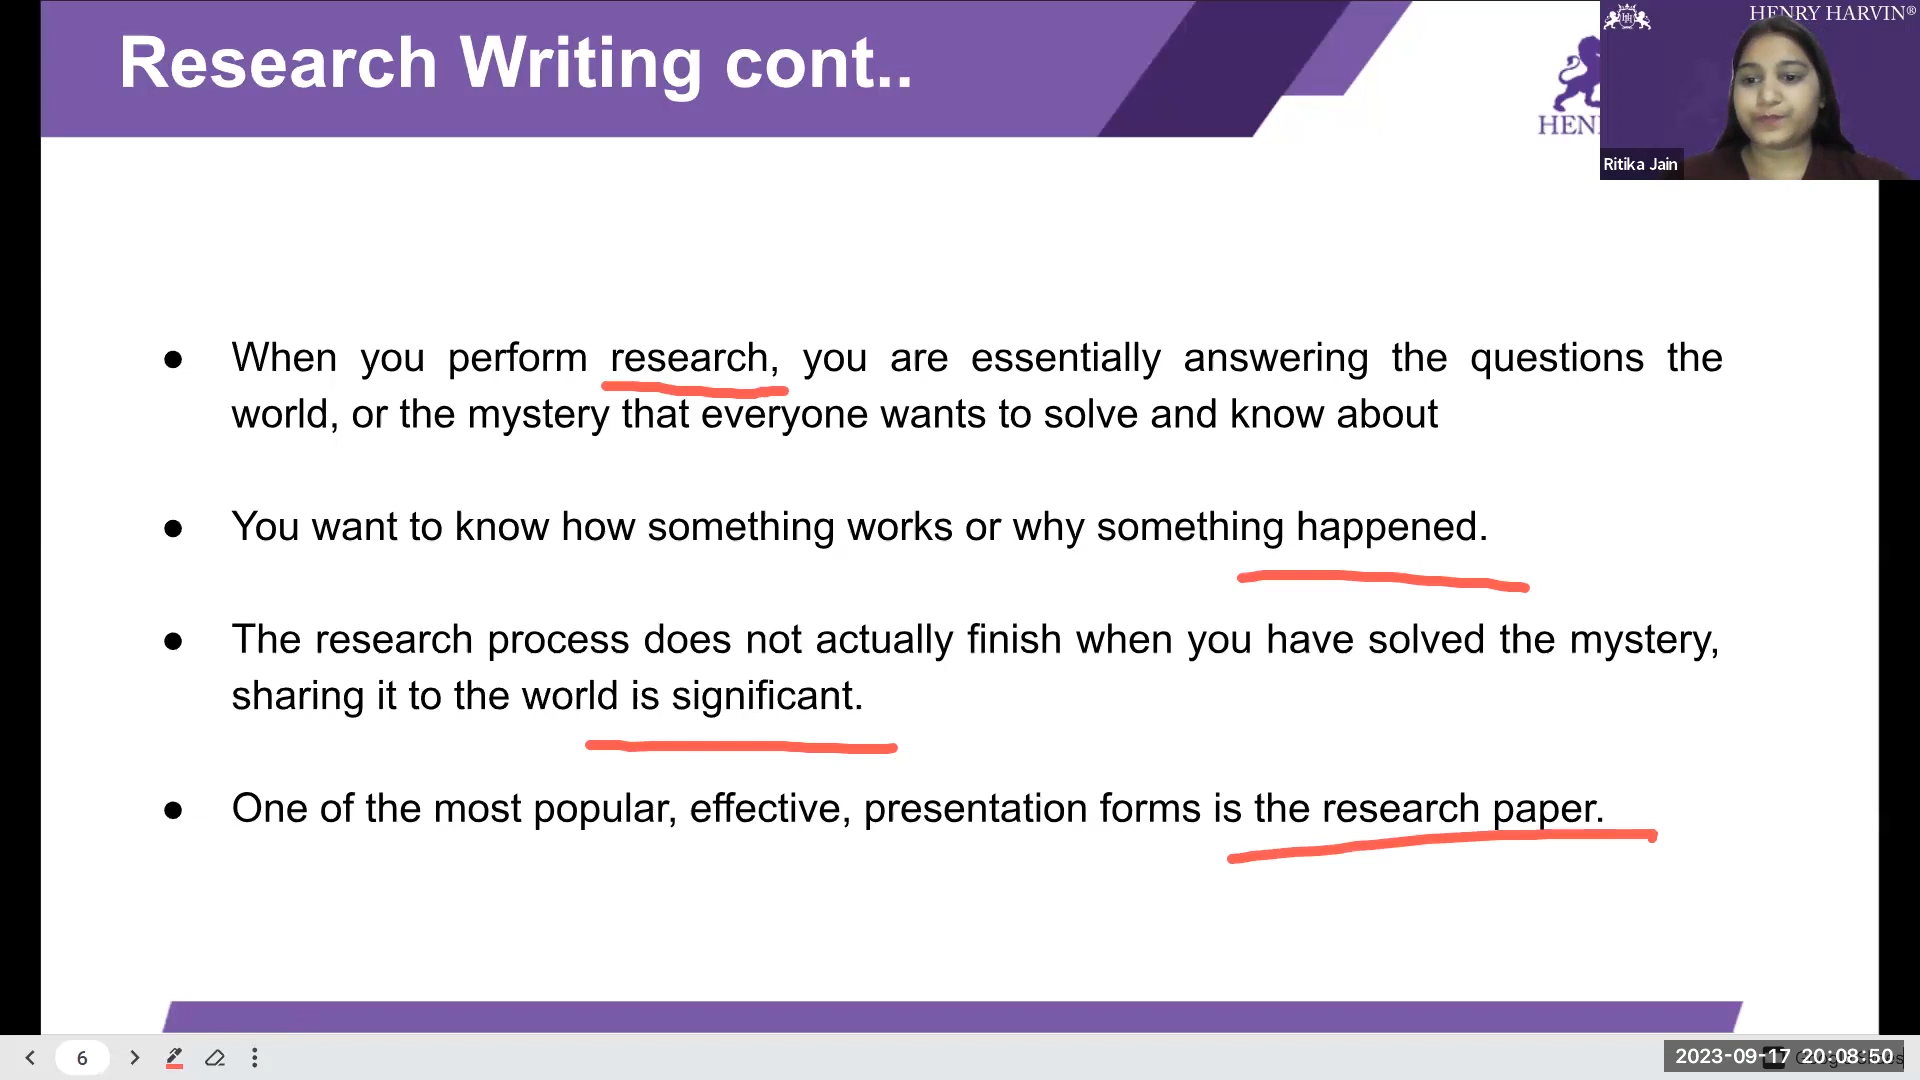 Research Writing cont..
HENRY HARVIN®
HEN
Ritika Jain
● When you perform research, you are essentially answering the questions the
world, or the mystery that everyone wants to solve and know about
● You want to know how something works or why something happened.
● The research process does not actually finish when you have solved the mystery,
sharing it to the world is significant.
● One of the most popular, effective, presentation forms is the research paper.
6
2023-09-17 20:08:50